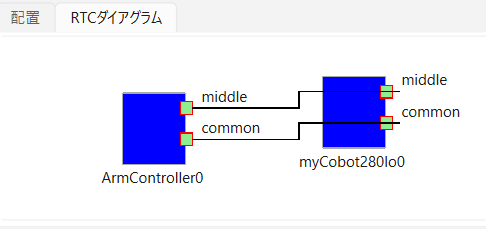 配置
RTCダイアグラム
middle
middle
common
common
myCobot280Io0
ArmController0